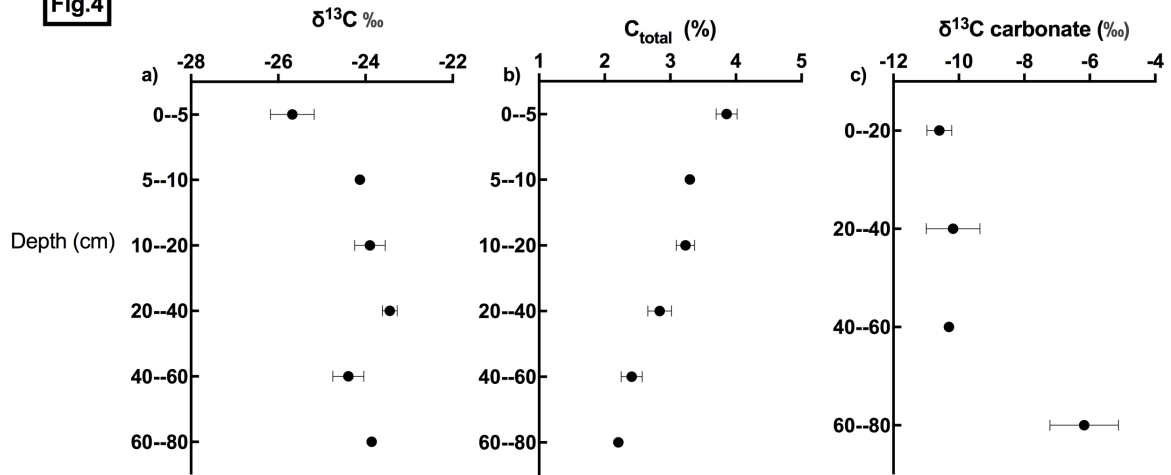 Fig.4
δ¹³C ‰
a)
-28 -26 -24 -22
0--5
5--10
10--20
20--40
40--60
60--80
Depth (cm)
C_total (%)
b)
1 2 3 4 5
0--5
5--10
10--20
20--40
40--60
60--80
δ¹³C carbonate (‰)
c)
-12 -10 -8 -6 -4
0--20
20--40
40--60
60--80